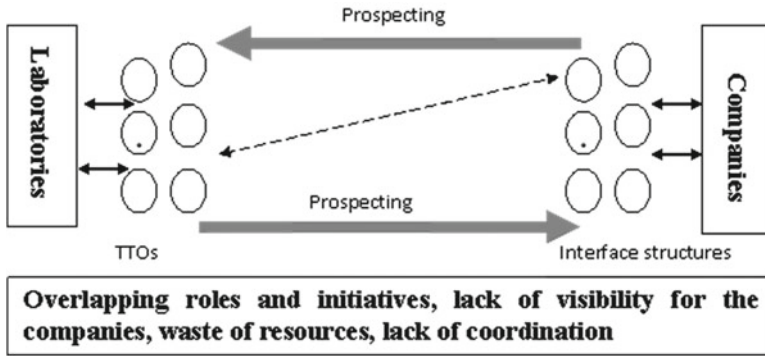 Prospecting
Laboratories
Companies
Prospecting
TTOs
Interface structures
Overlapping roles and initiatives, lack of visibility for the
companies, waste of resources, lack of coordination